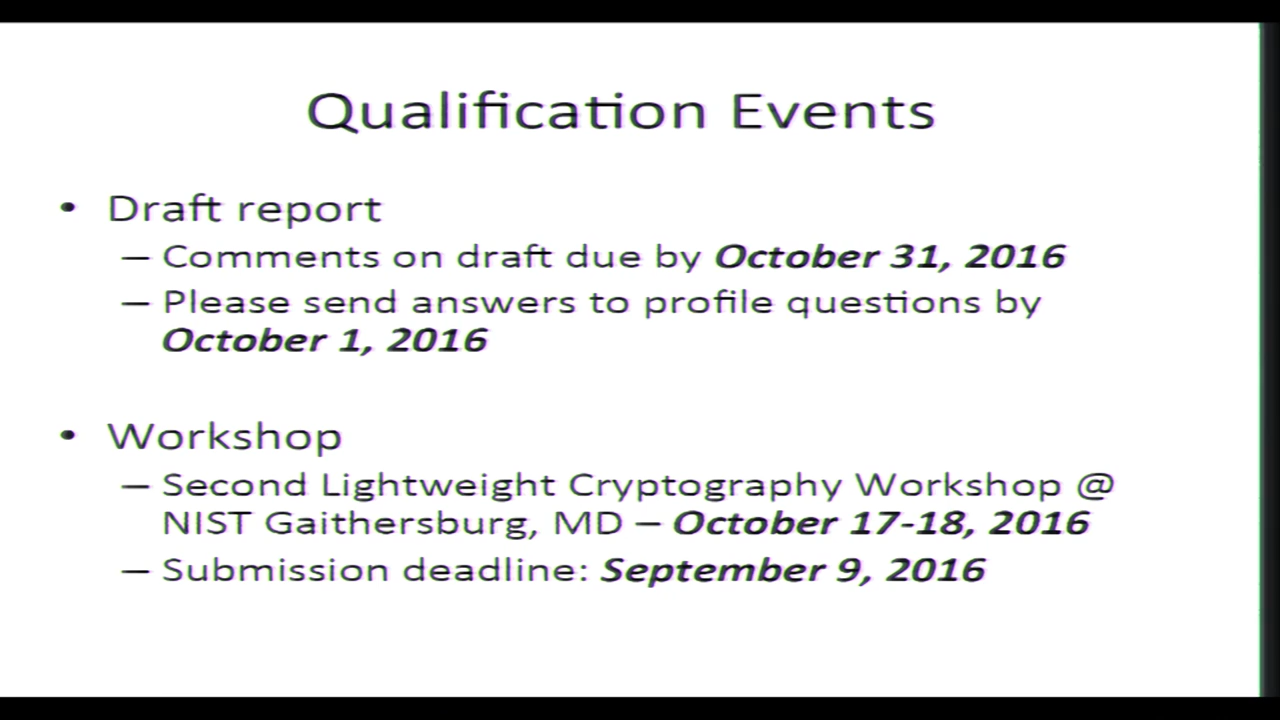 Qualification Events
• Draft report
– Comments on draft due by October 31, 2016
– Please send answers to profile questions by
October 1, 2016
• Workshop
– Second Lightweight Cryptography Workshop @
NIST Gaithersburg, MD – October 17-18, 2016
– Submission deadline: September 9, 2016